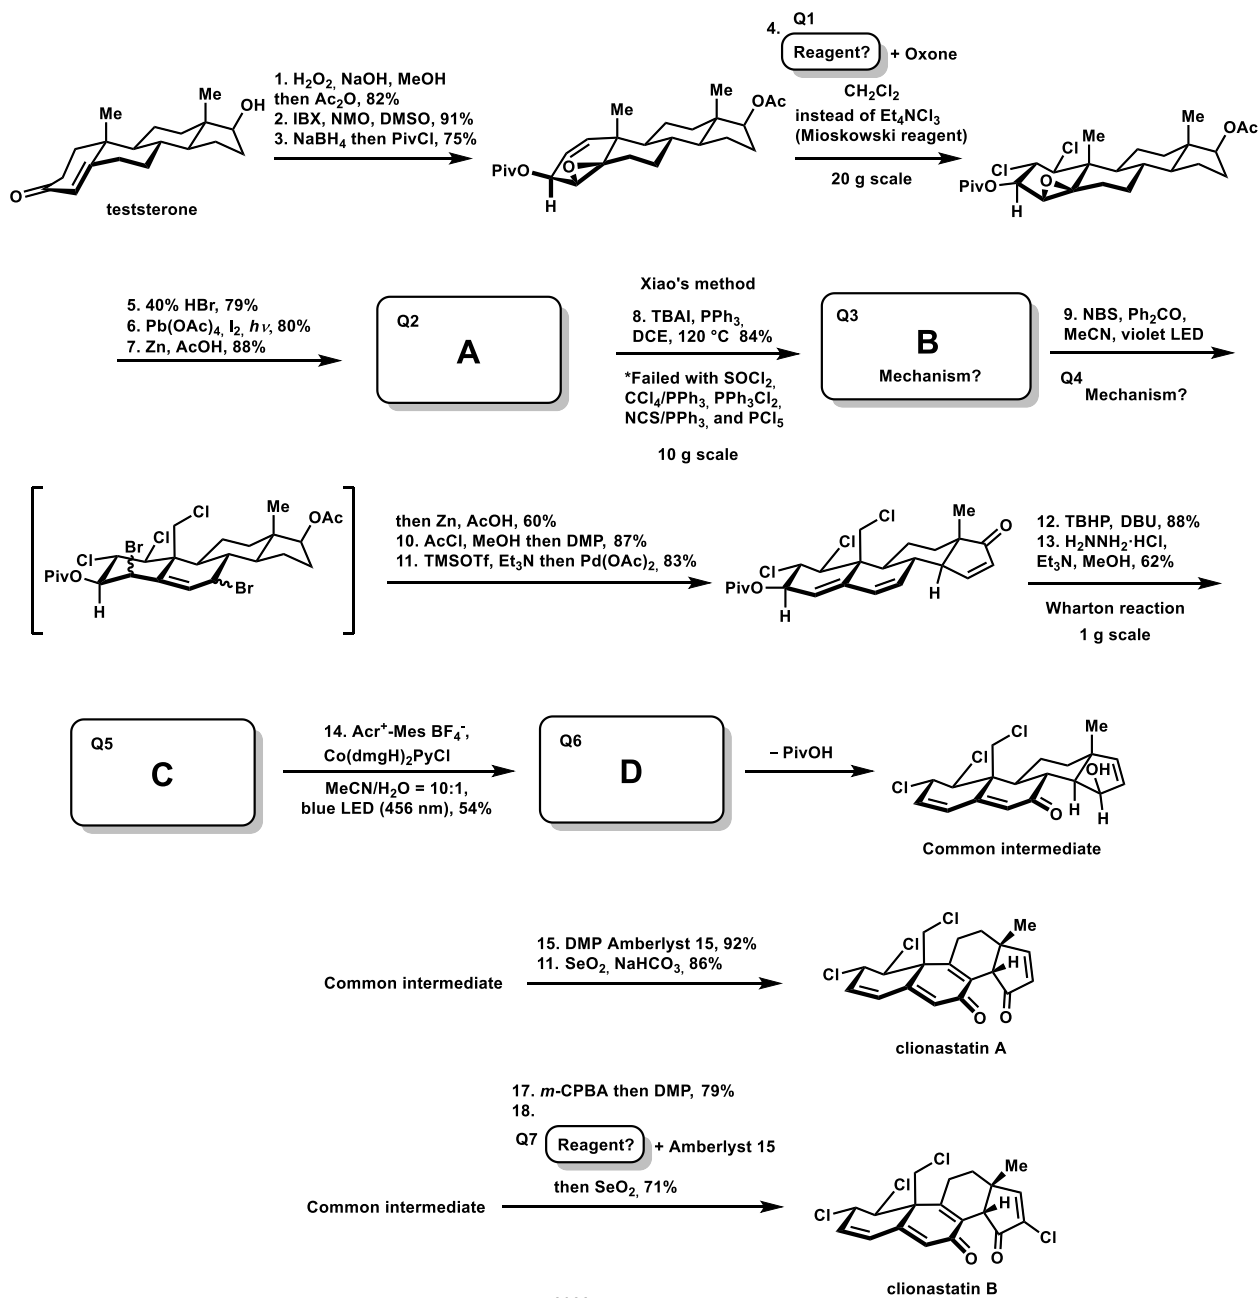 Q1
4.
Reagent? + Oxone
CH2Cl2
instead of Et4NCl3
(Mioskowski reagent)
20 g scale
1. H2O2, NaOH, MeOH
then Ac2O, 82%
2. IBX, NMO, DMSO, 91%
3. NaBH4 then PivCl, 75%
Me
Me
OH
O
teststerone
Me
Me
OAc
O
PivO
H
Me
Me
OAc
Cl
Cl
O
PivO
H
5. 40% HBr, 79%
6. Pb(OAc)4, I2, hν, 80%
7. Zn, AcOH, 88%
Q2
A
Xiao's method
8. TBAI, PPh3,
DCE, 120 °C 84%
*Failed with SOCl2,
CCl4/PPh3, PPh3Cl2,
NCS/PPh3, and PCl5
10 g scale
Q3
B
Mechanism?
9. NBS, Ph2CO,
MeCN, violet LED
Q4
Mechanism?
Cl
Me
OAc
Br
Cl
Cl
PivO
Br
H
then Zn, AcOH, 60%
10. AcCl, MeOH then DMP, 87%
11. TMSOTf, Et3N then Pd(OAc)2, 83%
Cl
Me
O
Cl
Cl
PivO
H
H
12. TBHP, DBU, 88%
13. H2NNH2·HCl,
Et3N, MeOH, 62%
Wharton reaction
1 g scale
Q5
C
14. Acr+-Mes BF4-,
Co(dmgH)2PyCl
MeCN/H2O = 10:1,
blue LED (456 nm), 54%
Q6
D
– PivOH
Me
Cl
Cl
OH
Cl
O
H
H
Common intermediate
Common intermediate
15. DMP Amberlyst 15, 92%
11. SeO2, NaHCO3, 86%
Cl
Me
Cl
H
Cl
O
O
clionastatin A
17. m-CPBA then DMP, 79%
18.
Q7 Reagent? + Amberlyst 15
then SeO2, 71%
Common intermediate
Cl
Me
Cl
H
Cl
Cl
O
O
clionastatin B